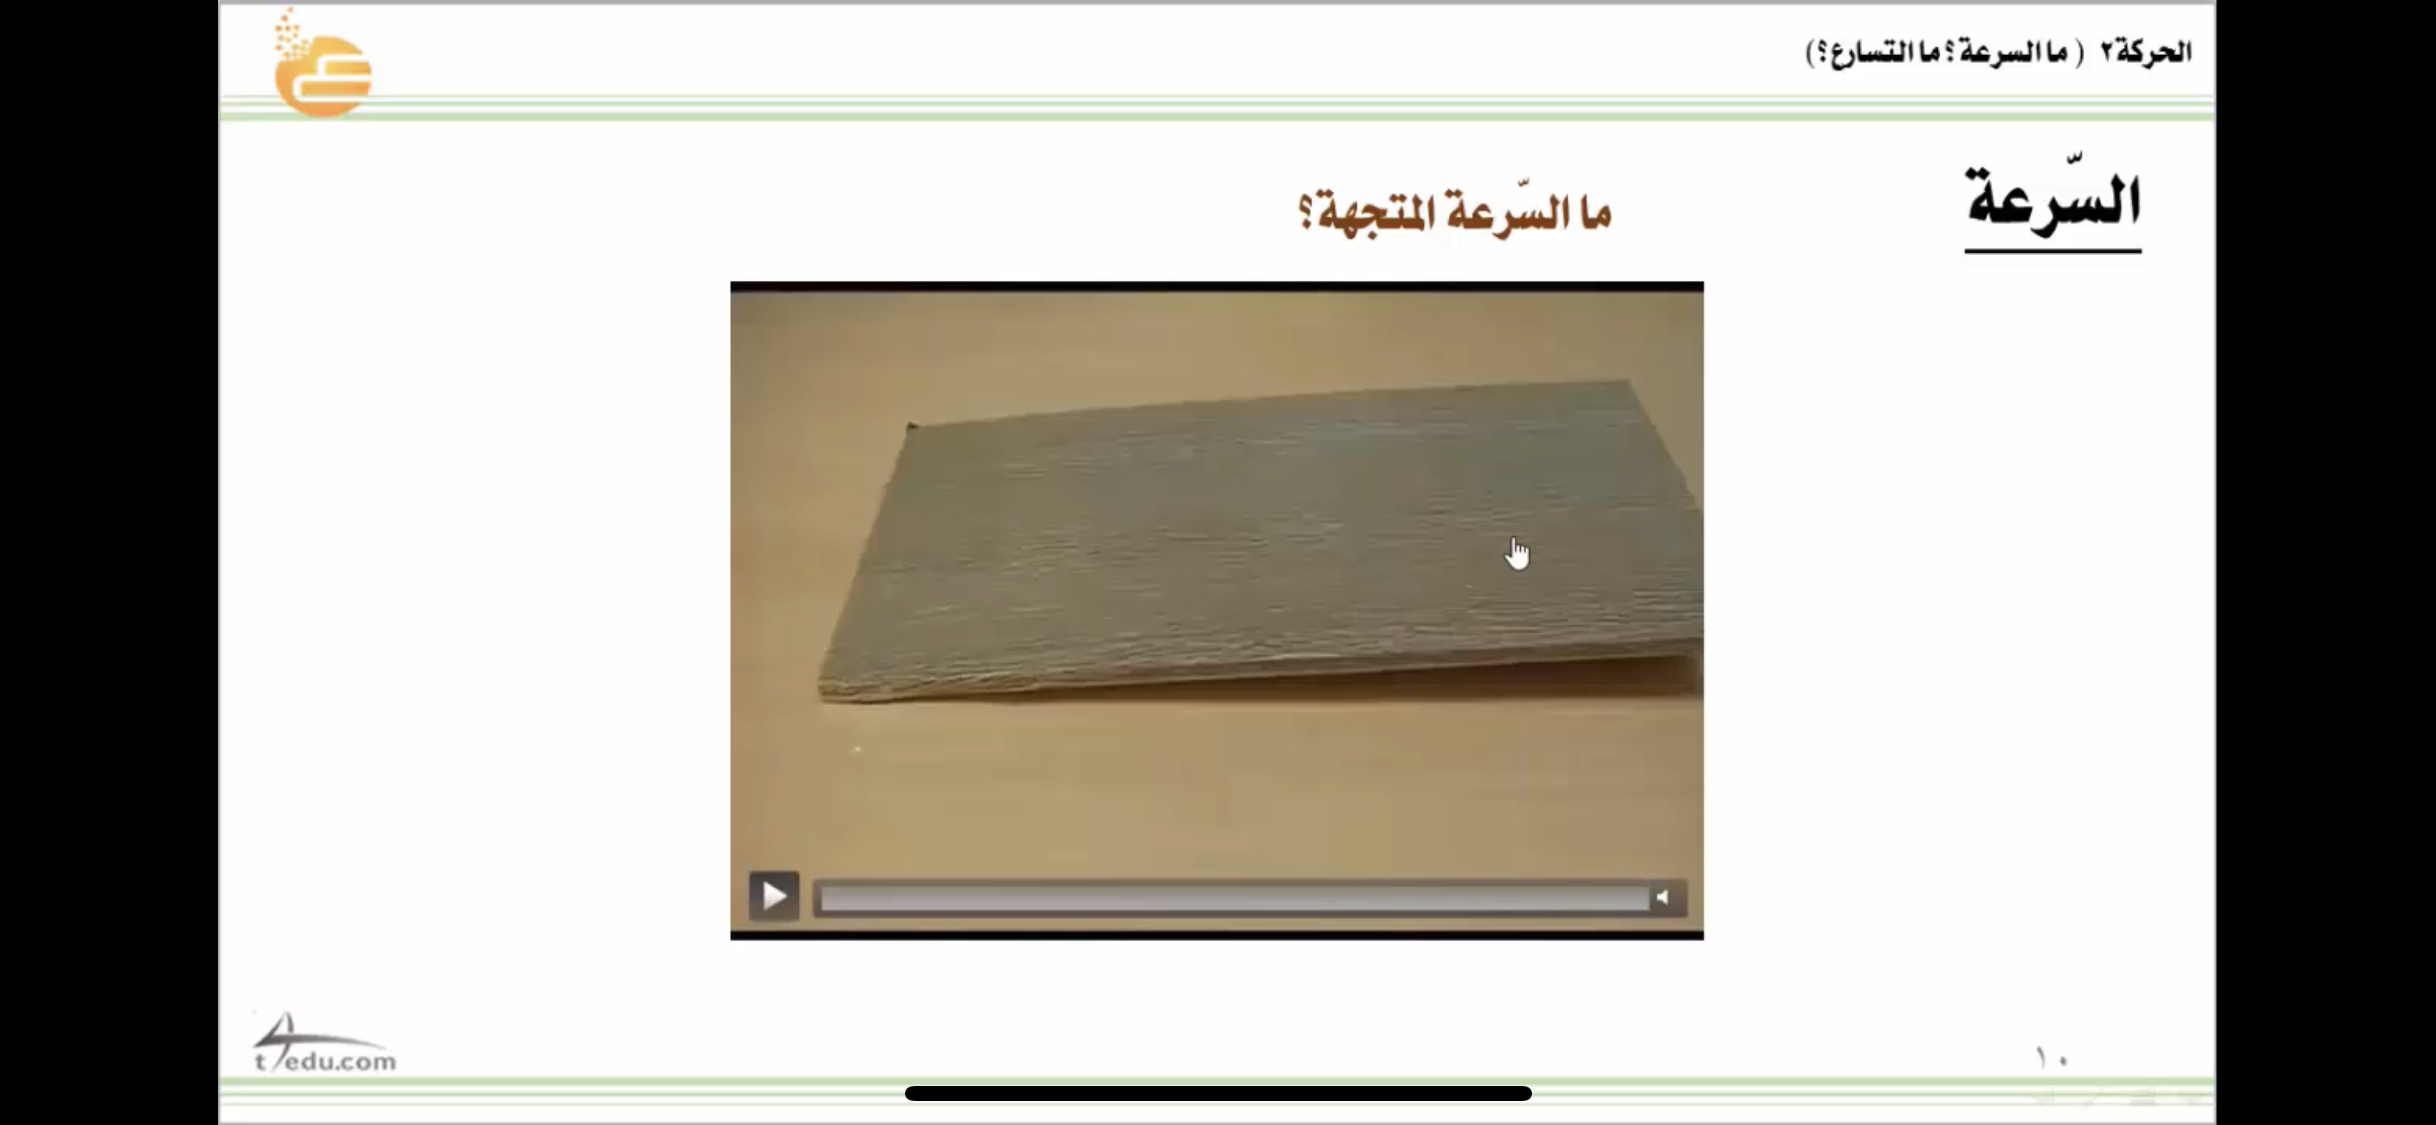 الحركة٢ ( ما السرعة؟ ما التسارع؟)
السّرعة
ما السّرعة المتجهة؟
t4edu.com
١٠